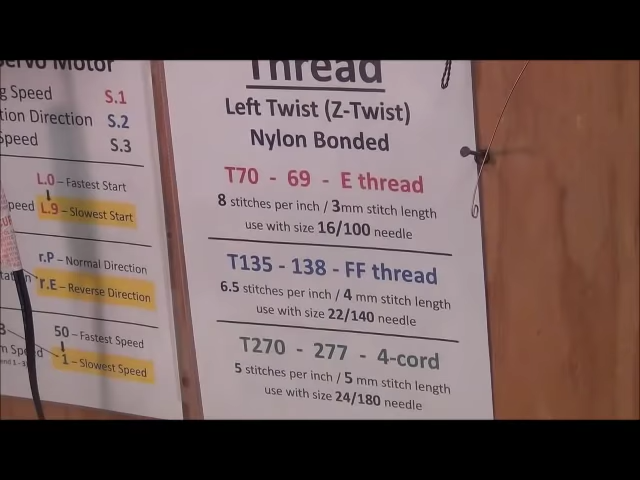 Servo Motor
g Speed S.1
tion Direction S.2
Speed S.3
L.0 – Fastest Start
peed L.9 – Slowest Start
r.P – Normal Direction
r.E – Reverse Direction
50 – Fastest Speed
1 – Slowest Speed
Thread
Left Twist (Z-Twist)
Nylon Bonded
T70 - 69 - E thread
8 stitches per inch / 3mm stitch length
use with size 16/100 needle
T135 - 138 - FF thread
6.5 stitches per inch / 4 mm stitch length
use with size 22/140 needle
T270 - 277 - 4-cord
5 stitches per inch / 5 mm stitch length
use with size 24/180 needle